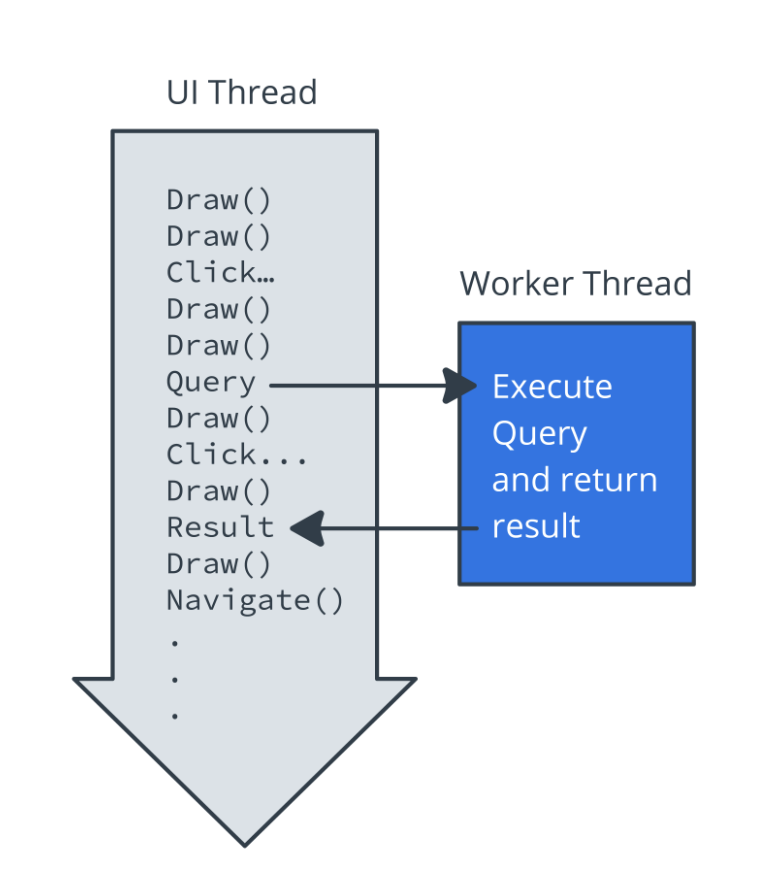 UI Thread
Draw()
Draw()
Click…
Draw()
Draw()
Query
Draw()
Click...
Draw()
Result
Draw()
Navigate()
.
.
.
Worker Thread
Execute
Query
and return
result